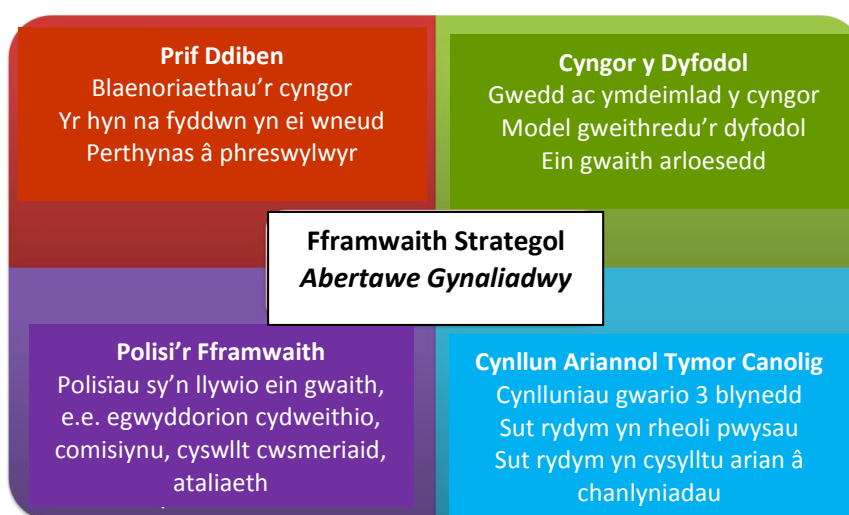 Prif Ddiben
Blaenoriaethau'r cyngor
Yr hyn na fyddwn yn ei wneud
Perthynas â phreswylwyr
Cyngor y Dyfodol
Gwedd ac ymdeimlad y cyngor
Model gweithredu'r dyfodol
Ein gwaith arloesedd
Fframwaith Strategol
Abertawe Gynaliadwy
Polisi'r Fframwaith
Polisïau sy'n llywio ein gwaith,
e.e. egwyddorion cydweithio,
comisiynu, cyswllt cwsmeriaid,
ataliaeth
Cynllun Ariannol Tymor Canolig
Cynlluniau gwario 3 blynedd
Sut rydym yn rheoli pwysau
Sut rydym yn cysylltu arian â
chanlyniadau